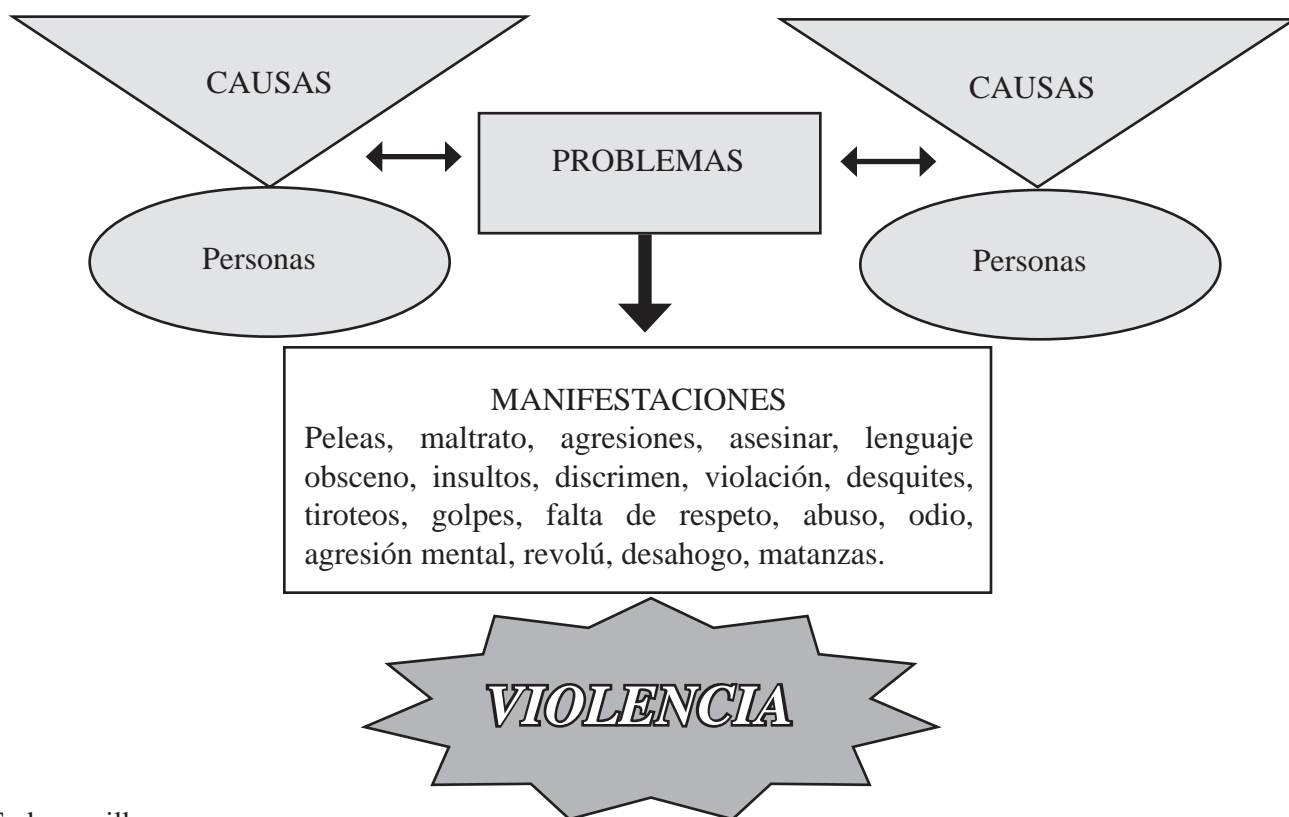 CAUSAS
CAUSAS
PROBLEMAS
Personas
Personas
MANIFESTACIONES
Peleas, maltrato, agresiones, asesinar, lenguaje
obsceno, insultos, discrimen, violación, desquites,
tiroteos, golpes, falta de respeto, abuso, odio,
agresión mental, revolú, desahogo, matanzas.
VIOLENCIA